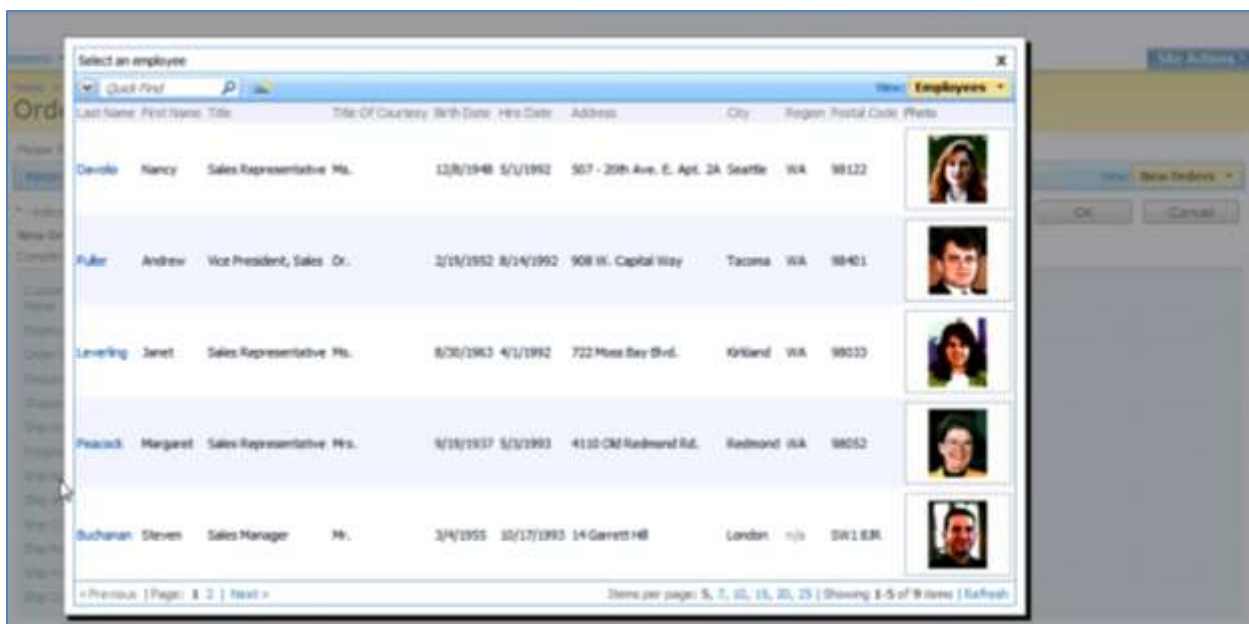 Select an employee x
Quick Find View: Employees
Last Name First Name Title Title Of Courtesy Birth Date Hire Date Address City Region Postal Code Photo
Davolio Nancy Sales Representative Ms. 12/8/1948 5/1/1992 507 - 20th Ave. E. Apt. 2A Seattle WA 98122
Fuller Andrew Vice President, Sales Dr. 2/19/1952 8/14/1992 908 W. Capital Way Tacoma WA 98401
Leverling Janet Sales Representative Ms. 8/30/1963 4/1/1992 722 Moss Bay Blvd. Kirkland WA 98033
Peacock Margaret Sales Representative Mrs. 9/19/1937 5/3/1993 4110 Old Redmond Rd. Redmond WA 98052
Buchanan Steven Sales Manager Mr. 3/4/1955 10/17/1993 14 Garrett Hill London n/a SW1 8JR
« Previous | Page: 1 2 | Next » Items per page: 5, 7, 10, 15, 20, 25 | Showing 1-5 of 9 items | Refresh
Site Actions
View: New Orders
OK Cancel